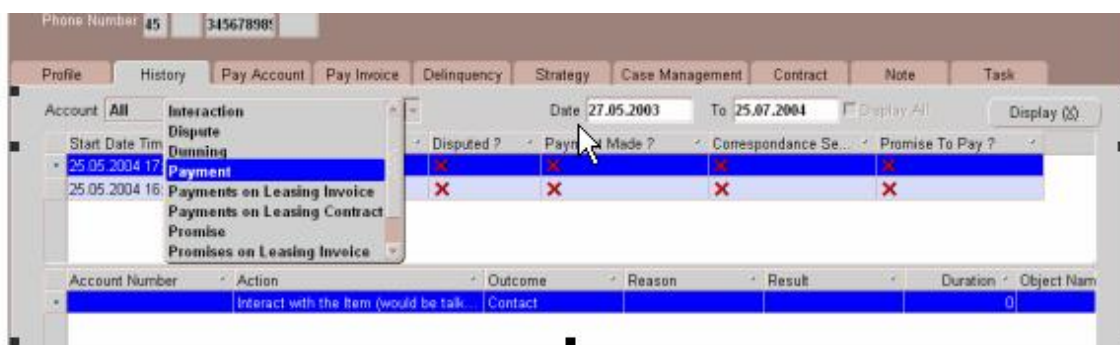 Phone Number 45 345678989
Profile History Pay Account Pay Invoice Delinquency Strategy Case Management Contract Note Task
Account All Date 27.05.2003 To 25.07.2004 Display All Display (X)
Interaction
Dispute
Dunning
Payment
Payments on Leasing Invoice
Payments on Leasing Contract
Promise
Promises on Leasing Invoice
Start Date Tim Disputed ? Made ? Correspondance Se... Promise To Pay ?
25.05.2004 17:
25.05.2004 16:
Account Number Action Outcome Reason Result Duration Object Nam
Interact with the Item (would be talk... Contact 0